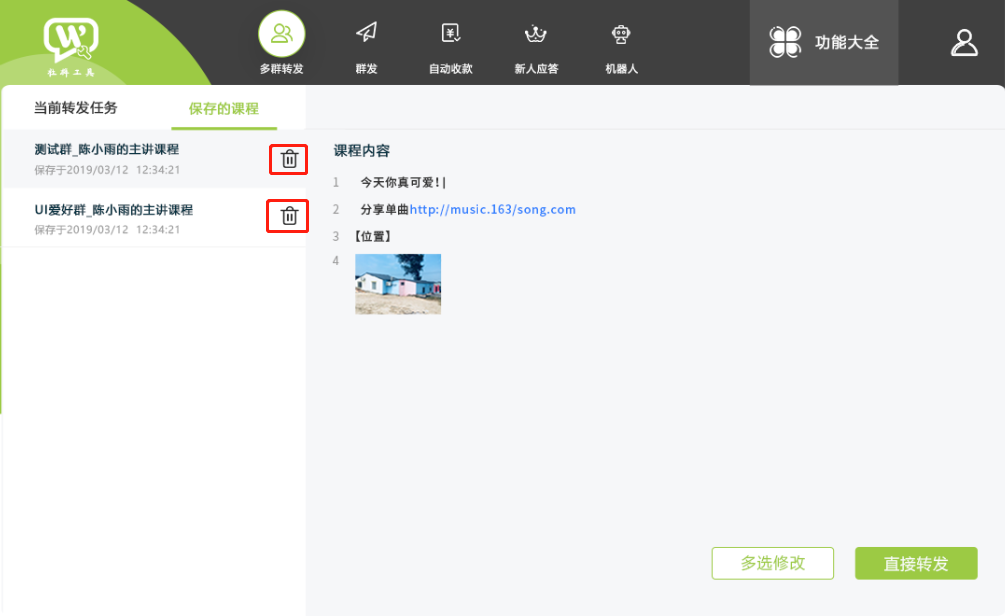 W
壮科工具
多群转发
群发
自动收款
新人应答
机器人
功能大全
当前转发任务
保存的课程
测试群_陈小雨的主讲课程
保存于2019/03/12 12:34:21
UI爱好群_陈小雨的主讲课程
保存于2019/03/12 12:34:21
课程内容
1 今天你真可爱！|
2 分享单曲http://music.163/song.com
3 【位置】
4
多选修改
直接转发